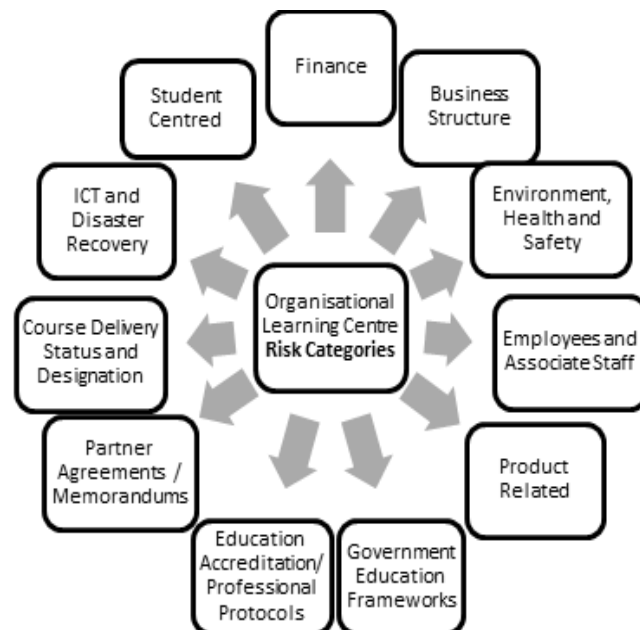 Finance
Business
Structure
Environment,
Health and
Safety
Employees and
Associate Staff
Product
Related
Government
Education
Frameworks
Education
Accreditation/
Professional
Protocols
Partner
Agreements /
Memorandums
Course Delivery
Status and
Designation
ICT and
Disaster
Recovery
Student
Centred
Organisational
Learning Centre
Risk Categories